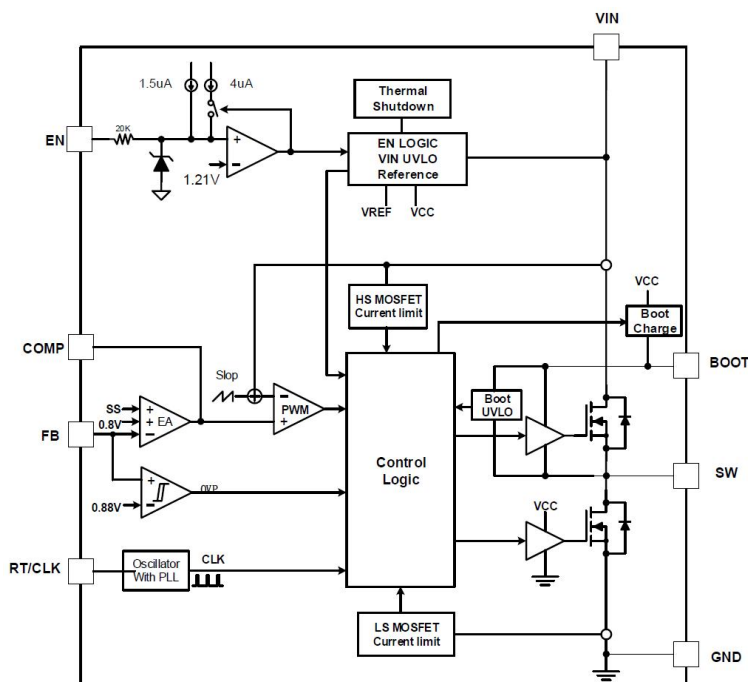 VIN
1.5uA
4uA
Thermal
Shutdown
EN
20K
+
−
1.21V
EN LOGIC
VIN UVLO
Reference
VREF
VCC
HS MOSFET
Current limit
VCC
Boot
Charge
COMP
BOOT
Slop
SS
0.8V
+
+
−
EA
−
+
PWM
Boot
UVLO
FB
Control
Logic
SW
+
−
0.88V
OVP
VCC
RT/CLK
Oscillator
With PLL
CLK
LS MOSFET
Current limit
GND